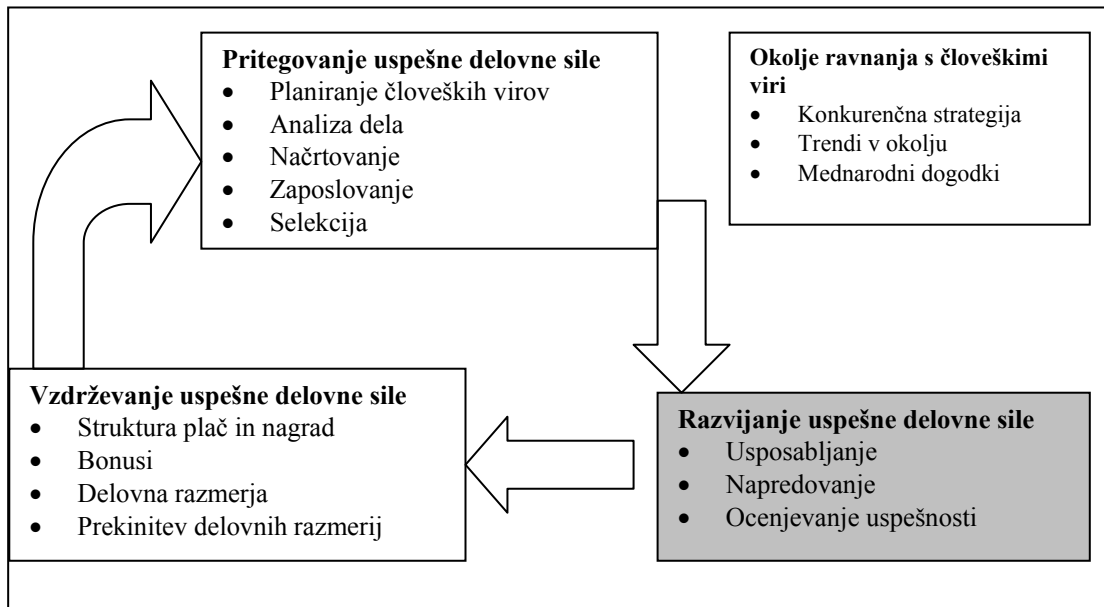 Pritegovanje uspešne delovne sile
• Planiranje človeških virov
• Analiza dela
• Načrtovanje
• Zaposlovanje
• Selekcija
Okolje ravnanja s človeškimi
viri
• Konkurenčna strategija
• Trendi v okolju
• Mednarodni dogodki
Vzdrževanje uspešne delovne sile
• Struktura plač in nagrad
• Bonusi
• Delovna razmerja
• Prekinitev delovnih razmerij
Razvijanje uspešne delovne sile
• Usposabljanje
• Napredovanje
• Ocenjevanje uspešnosti